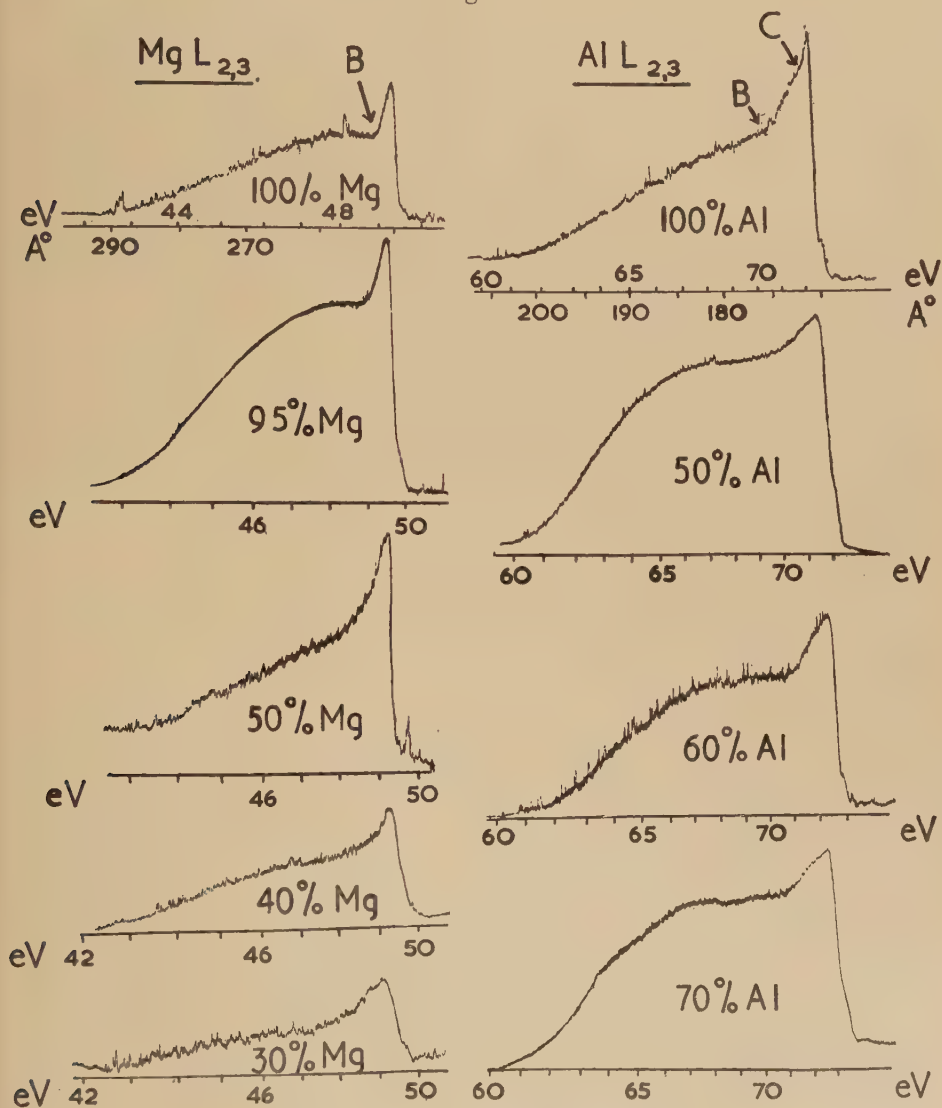 Mg L2,3
B
100% Mg
eV 44 48
A° 290 270
95% Mg
eV 46 50
50% Mg
eV 46 50
40% Mg
eV 42 46 50
30% Mg
eV 42 46 50
Al L2,3
C
B
100% Al
60 65 70 eV
200 190 180 A°
50% Al
60 65 70 eV
60% Al
60 65 70 eV
70% Al
60 65 70 eV